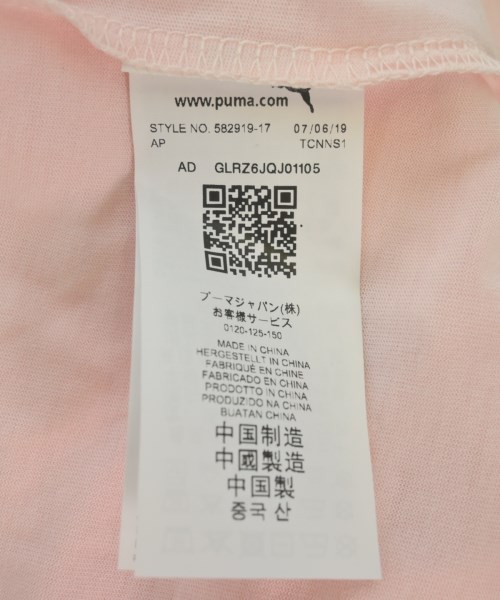 www.puma.com
STYLE NO. 582919-17 07/06/19
AP TCNNS1
AD GLRZ6JQJ01105
プーマジャパン(株)
お客様サービス
0120-125-150
MADE IN CHINA
HERGESTELLT IN CHINA
FABRIQUÉ EN CHINE
FABRICADO EN CHINA
PRODOTTO IN CHINA
PRODUZIDO NA CHINA
BUATAN CHINA
中国制造
中國製造
中国製
중국 산